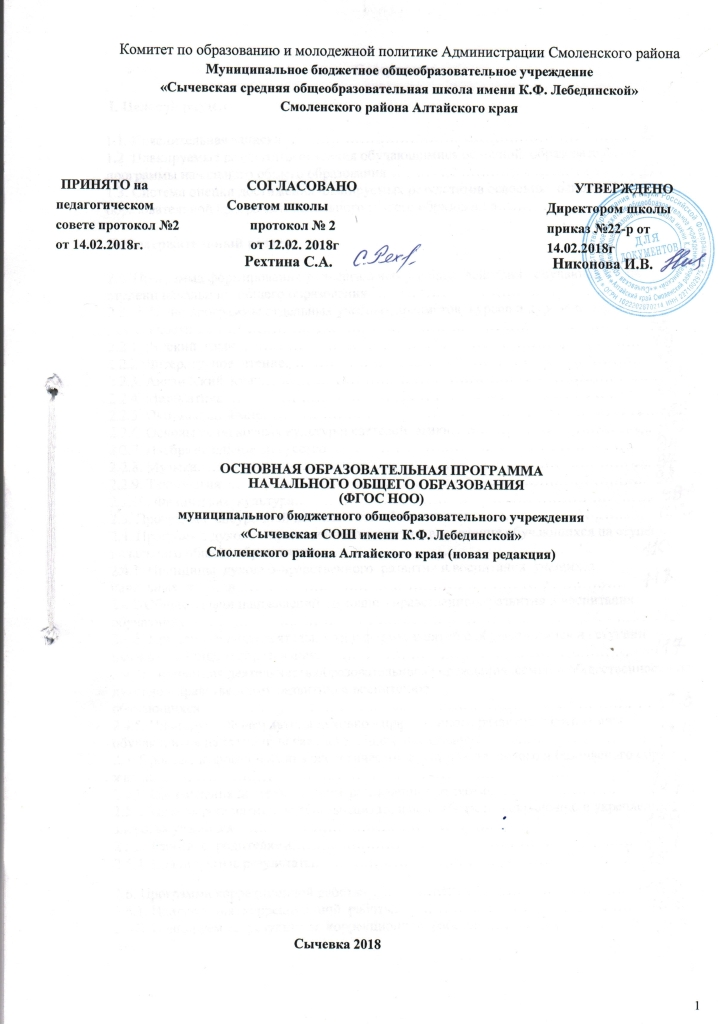 Комитет по образованию и молодежной политике Администрации Смоленского района
Муниципальное бюджетное общеобразовательное учреждение
«Сычевская средняя общеобразовательная школа имени К.Ф. Лебединской»
Смоленского района Алтайского края
ПРИНЯТО на
педагогическом
совете протокол №2
от 14.02.2018г.
СОГЛАСОВАНО
Советом школы
протокол № 2
от 12.02. 2018г
Рехтина С.А.
УТВЕРЖДЕНО
Директором школы
приказ №22-р от
14.02.2018г
Никонова И.В.
ДЛЯ
ДОКУМЕНТОВ
ОСНОВНАЯ ОБРАЗОВАТЕЛЬНАЯ ПРОГРАММА
НАЧАЛЬНОГО ОБЩЕГО ОБРАЗОВАНИЯ
(ФГОС НОО)
муниципального бюджетного общеобразовательного учреждения
«Сычевская СОШ имени К.Ф. Лебединской»
Смоленского района Алтайского края (новая редакция)
Сычевка 2018
1